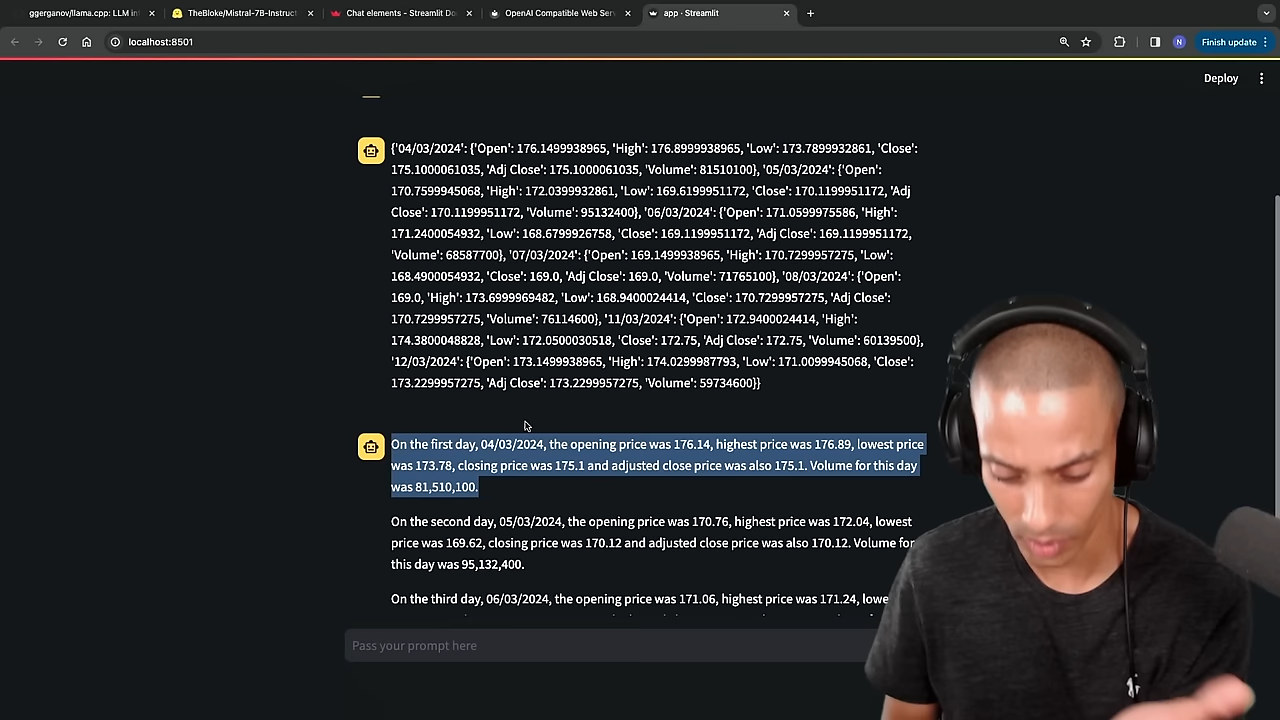 ggerganov/llama.cpp: LLM in
TheBloke/Mistral-7B-Instruct
Chat elements - Streamlit Do
OpenAI Compatible Web Serv
app · Streamlit
localhost:8501
N
Finish update
Deploy
{'04/03/2024': {'Open': 176.1499938965, 'High': 176.8999938965, 'Low': 173.7899932861, 'Close':
175.1000061035, 'Adj Close': 175.1000061035, 'Volume': 81510100}, '05/03/2024': {'Open':
170.7599945068, 'High': 172.0399932861, 'Low': 169.6199951172, 'Close': 170.1199951172, 'Adj
Close': 170.1199951172, 'Volume': 95132400}, '06/03/2024': {'Open': 171.0599975586, 'High':
171.2400054932, 'Low': 168.6799926758, 'Close': 169.1199951172, 'Adj Close': 169.1199951172,
'Volume': 68587700}, '07/03/2024': {'Open': 169.1499938965, 'High': 170.7299957275, 'Low':
168.4900054932, 'Close': 169.0, 'Adj Close': 169.0, 'Volume': 71765100}, '08/03/2024': {'Open':
169.0, 'High': 173.6999969482, 'Low': 168.9400024414, 'Close': 170.7299957275, 'Adj Close':
170.7299957275, 'Volume': 76114600}, '11/03/2024': {'Open': 172.9400024414, 'High':
174.3800048828, 'Low': 172.0500030518, 'Close': 172.75, 'Adj Close': 172.75, 'Volume': 60139500},
'12/03/2024': {'Open': 173.1499938965, 'High': 174.0299987793, 'Low': 171.0099945068, 'Close':
173.2299957275, 'Adj Close': 173.2299957275, 'Volume': 59734600}}
On the first day, 04/03/2024, the opening price was 176.14, highest price was 176.89, lowest price
was 173.78, closing price was 175.1 and adjusted close price was also 175.1. Volume for this day
was 81,510,100.
On the second day, 05/03/2024, the opening price was 170.76, highest price was 172.04, lowest
price was 169.62, closing price was 170.12 and adjusted close price was also 170.12. Volume for
this day was 95,132,400.
On the third day, 06/03/2024, the opening price was 171.06, highest price was 171.24, lowe
Pass your prompt here